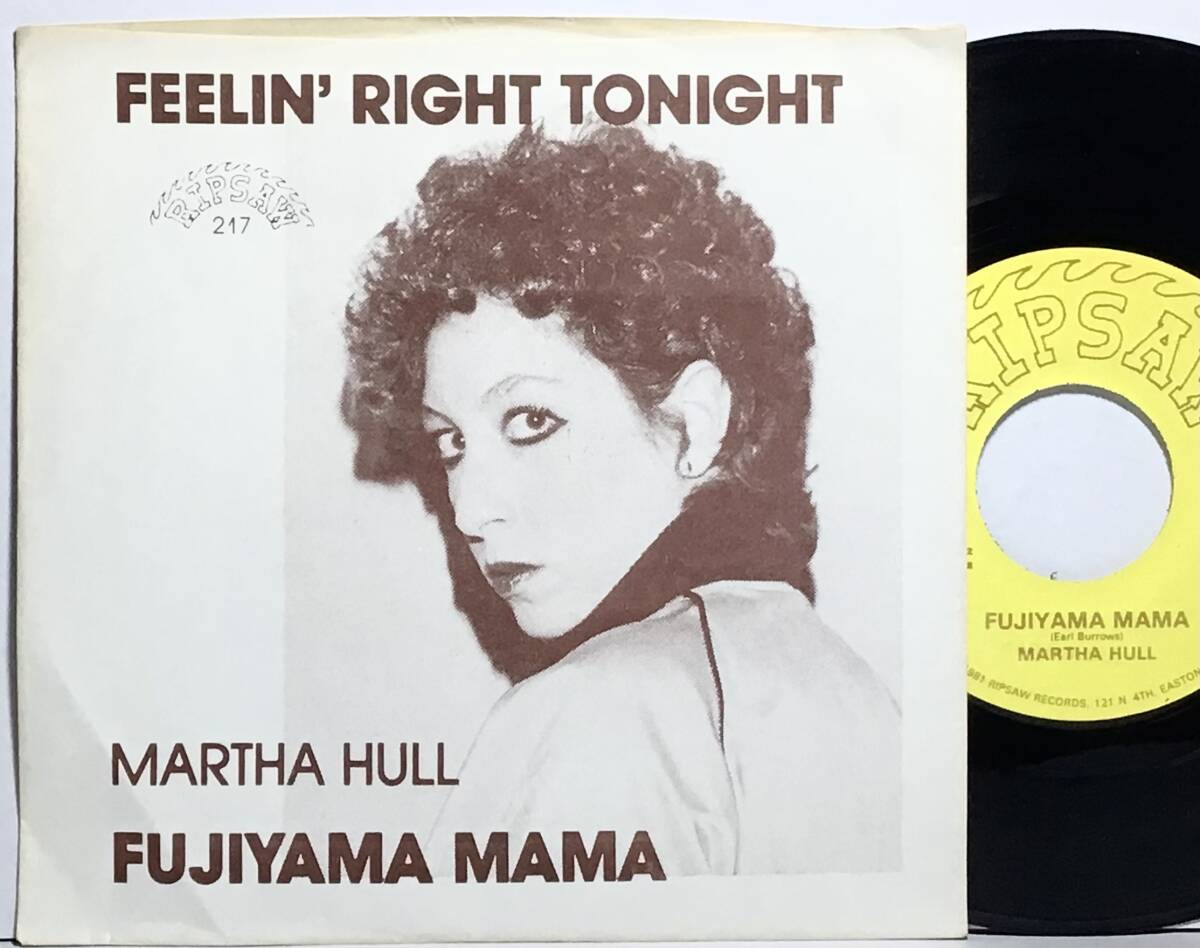 FEELIN' RIGHT TONIGHT
RIPSAW
217
MARTHA HULL
FUJIYAMA MAMA
RIPSAW
FUJIYAMA MAMA
(Earl Burrows)
MARTHA HULL
RIPSAW RECORDS, 121 N. 4TH, EASTON